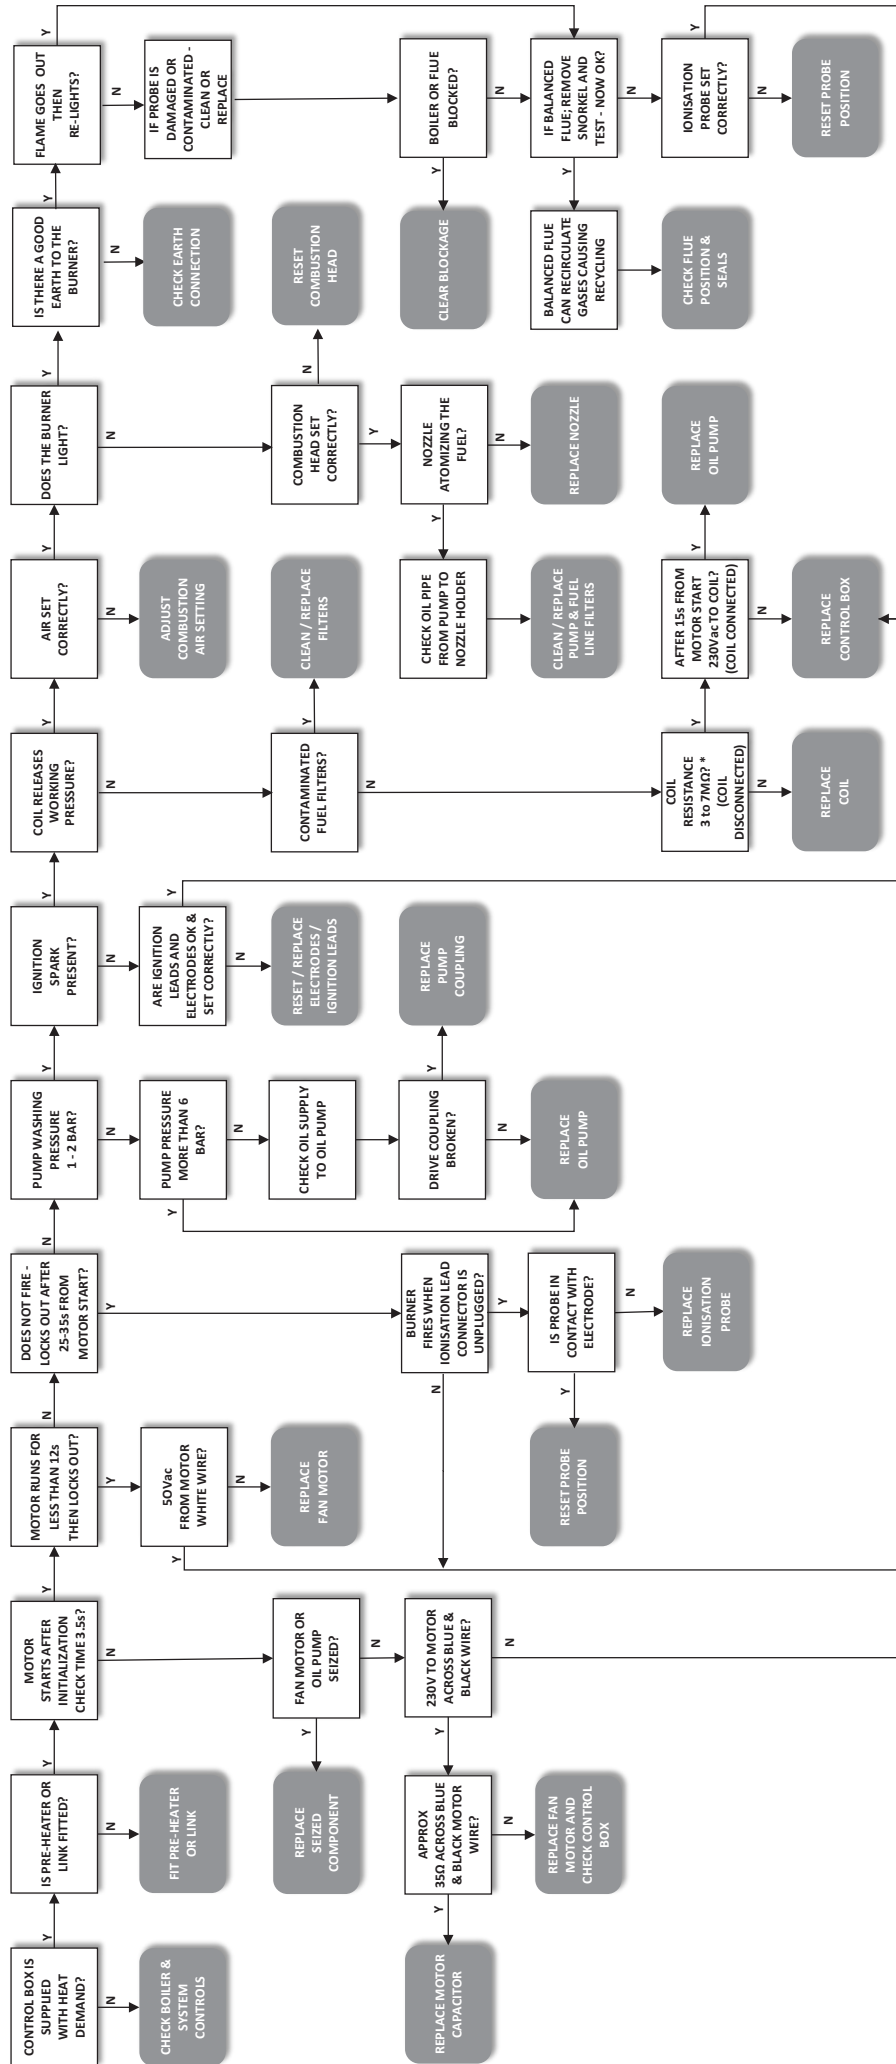 CONTROL BOX IS
SUPPLIED
WITH HEAT
DEMAND?
Y
N
CHECK BOILER &
SYSTEM
CONTROLS
IS PRE-HEATER OR
LINK FITTED?
Y
N
FIT PRE-HEATER
OR LINK
MOTOR
STARTS AFTER
INITIALIZATION
CHECK TIME 3.5s?
Y
N
FAN MOTOR OR
OIL PUMP
SEIZED?
Y
N
REPLACE
SEIZED
COMPONENT
230V TO MOTOR
ACROSS BLUE &
BLACK WIRE?
Y
N
APPROX
35Ω ACROSS BLUE
& BLACK MOTOR
WIRE?
Y
N
REPLACE MOTOR
CAPACITOR
REPLACE FAN
MOTOR AND
CHECK CONTROL
BOX
MOTOR RUNS FOR
LESS THAN 12s
THEN LOCKS OUT?
N
Y
50Vac
FROM MOTOR
WHITE WIRE?
Y
N
REPLACE
FAN MOTOR
DOES NOT FIRE -
LOCKS OUT AFTER
25-35s FROM
MOTOR START?
N
Y
BURNER
FIRES WHEN
IONISATION LEAD
CONNECTOR IS
UNPLUGGED?
N
Y
IS PROBE IN
CONTACT WITH
ELECTRODE?
Y
N
RESET PROBE
POSITION
REPLACE
IONISATION
PROBE
PUMP WASHING
PRESSURE
1 - 2 BAR?
Y
N
PUMP PRESSURE
MORE THAN 6
BAR?
Y
N
CHECK OIL SUPPLY
TO OIL PUMP
DRIVE COUPLING
BROKEN?
Y
N
REPLACE
PUMP
COUPLING
REPLACE
OIL PUMP
IGNITION
SPARK
PRESENT?
Y
N
ARE IGNITION
LEADS AND
ELECTRODES OK &
SET CORRECTLY?
Y
N
RESET / REPLACE
ELECTRODES /
IGNITION LEADS
COIL RELEASES
WORKING
PRESSURE?
Y
N
CONTAMINATED
FUEL FILTERS?
Y
N
CLEAN / REPLACE
FILTERS
COIL
RESISTANCE
3 to 7MΩ? *
(COIL
DISCONNECTED)
Y
N
REPLACE
COIL
AFTER 15s FROM
MOTOR START
230Vac TO COIL?
(COIL CONNECTED)
Y
N
REPLACE
OIL PUMP
REPLACE
CONTROL BOX
AIR SET
CORRECTLY?
Y
N
ADJUST
COMBUSTION
AIR SETTING
DOES THE BURNER
LIGHT?
Y
N
COMBUSTION
HEAD SET
CORRECTLY?
N
Y
RESET
COMBUSTION
HEAD
NOZZLE
ATOMIZING THE
FUEL?
Y
N
CHECK OIL PIPE
FROM PUMP TO
NOZZLE HOLDER
CLEAN / REPLACE
PUMP & FUEL
LINE FILTERS
REPLACE NOZZLE
IS THERE A GOOD
EARTH TO THE
BURNER?
Y
N
CHECK EARTH
CONNECTION
FLAME GOES OUT
THEN
RE-LIGHTS?
Y
N
IF PROBE IS
DAMAGED OR
CONTAMINATED -
CLEAN OR
REPLACE
BOILER OR FLUE
BLOCKED?
Y
N
CLEAR BLOCKAGE
IF BALANCED
FLUE; REMOVE
SNORKEL AND
TEST - NOW OK?
Y
N
BALANCED FLUE
CAN RECIRCULATE
GASES CAUSING
RECYCLING
CHECK FLUE
POSITION &
SEALS
IONISATION
PROBE SET
CORRECTLY?
Y
N
RESET PROBE
POSITION